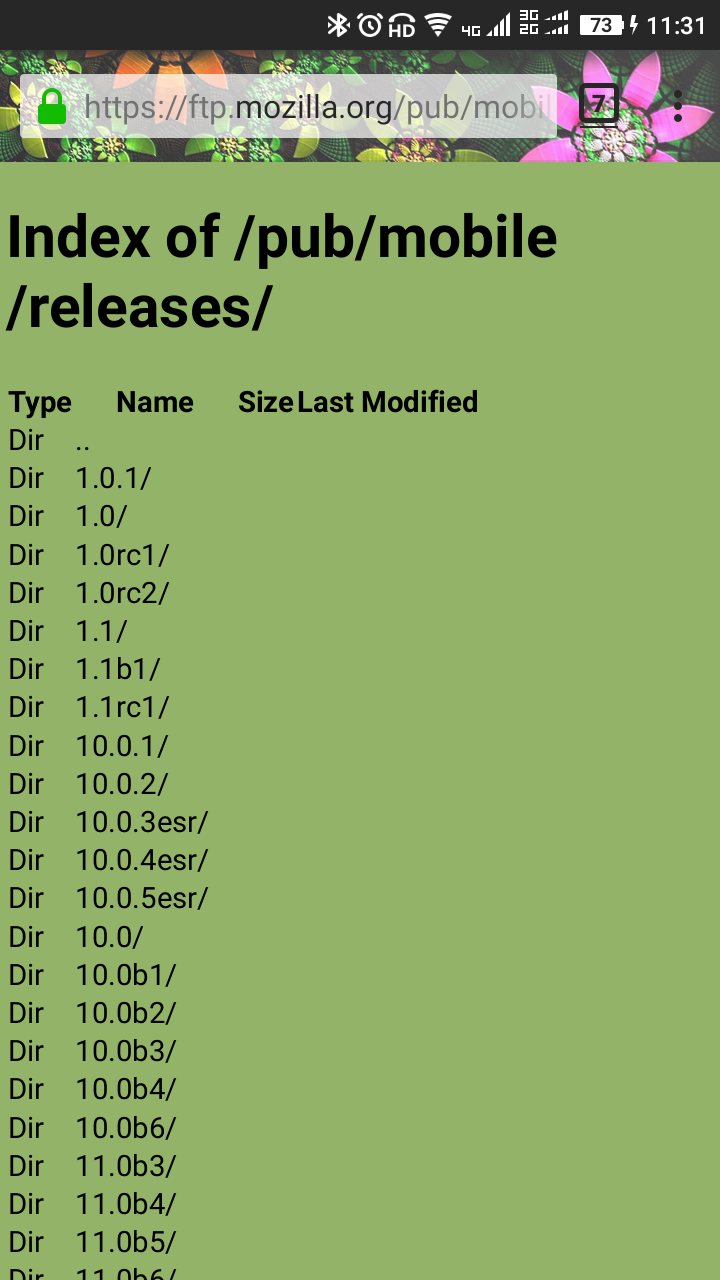 HD 4G 3G 2G 73 11:31
https://ftp.mozilla.org/pub/mobil
7
Index of /pub/mobile
/releases/
Type Name Size Last Modified
Dir ..
Dir 1.0.1/
Dir 1.0/
Dir 1.0rc1/
Dir 1.0rc2/
Dir 1.1/
Dir 1.1b1/
Dir 1.1rc1/
Dir 10.0.1/
Dir 10.0.2/
Dir 10.0.3esr/
Dir 10.0.4esr/
Dir 10.0.5esr/
Dir 10.0/
Dir 10.0b1/
Dir 10.0b2/
Dir 10.0b3/
Dir 10.0b4/
Dir 10.0b6/
Dir 11.0b3/
Dir 11.0b4/
Dir 11.0b5/
Dir 11.0b6/